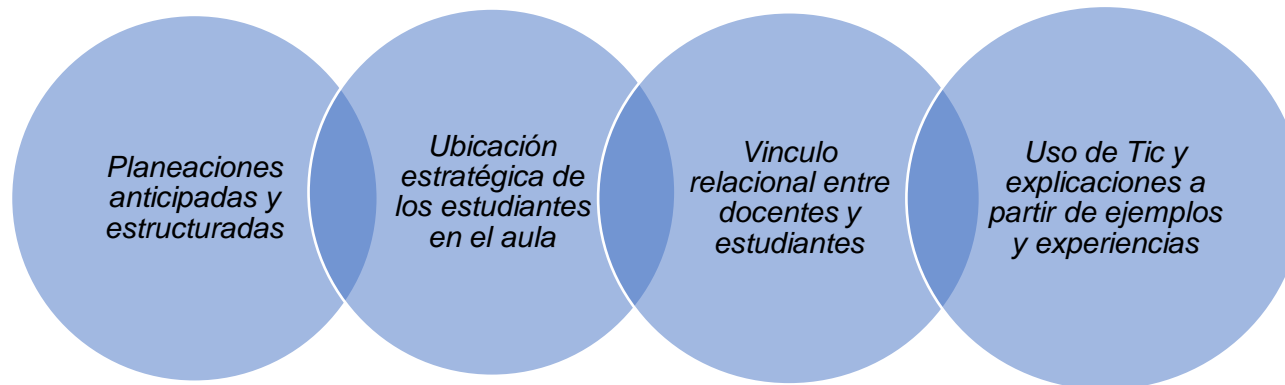 Planeaciones
anticipadas y
estructuradas
Ubicación
estratégica de
los estudiantes
en el aula
Vinculo
relacional entre
docentes y
estudiantes
Uso de Tic y
explicaciones a
partir de ejemplos
y experiencias